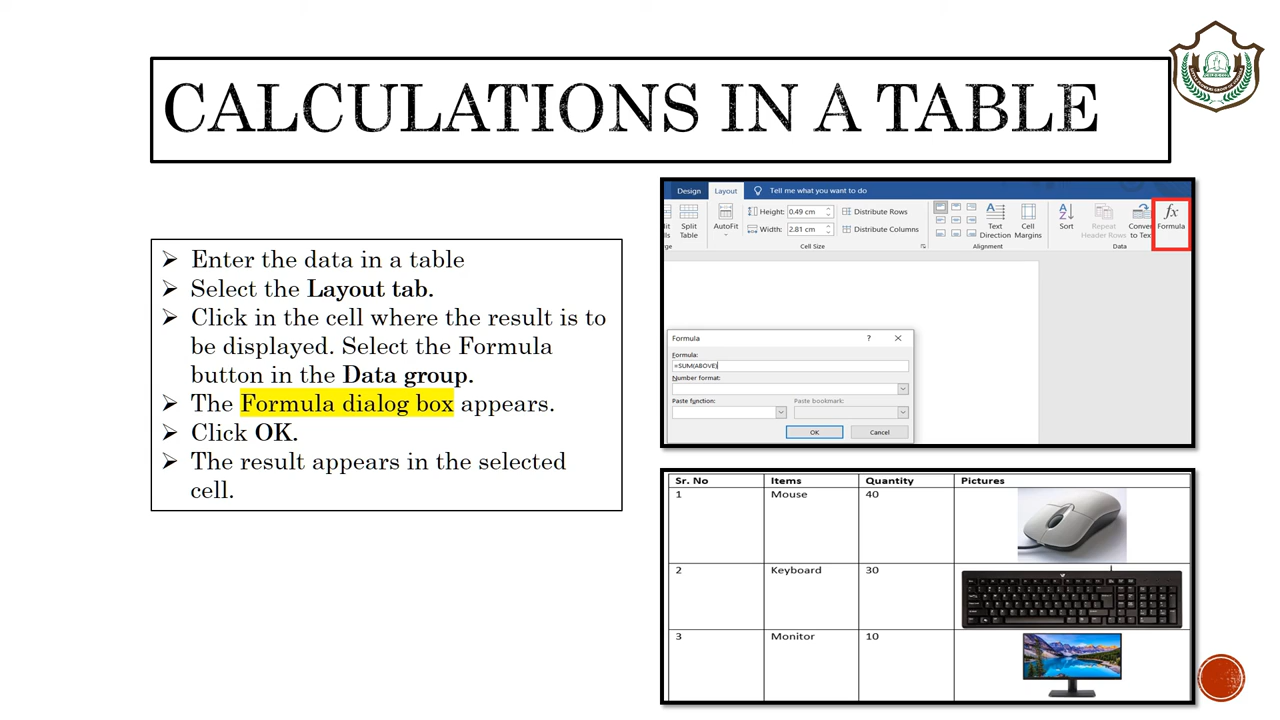 CALCULATIONS IN A TABLE
➢ Enter the data in a table
➢ Select the Layout tab.
➢ Click in the cell where the result is to
be displayed. Select the Formula
button in the Data group.
➢ The Formula dialog box appears.
➢ Click OK.
➢ The result appears in the selected
cell.
Design Layout Tell me what you want to do
Split Table
AutoFit
Height: 0.49 cm
Width: 2.81 cm
Distribute Rows
Distribute Columns
Cell Size
Text Direction
Cell Margins
Alignment
Sort
Repeat Header Rows
Data
fx
Formula
Formula ? ×
Formula:
=SUM(ABOVE)
Number format:
Paste function: Paste bookmark:
OK Cancel
Sr. No Items Quantity Pictures
1 Mouse 40
2 Keyboard 30
3 Monitor 10